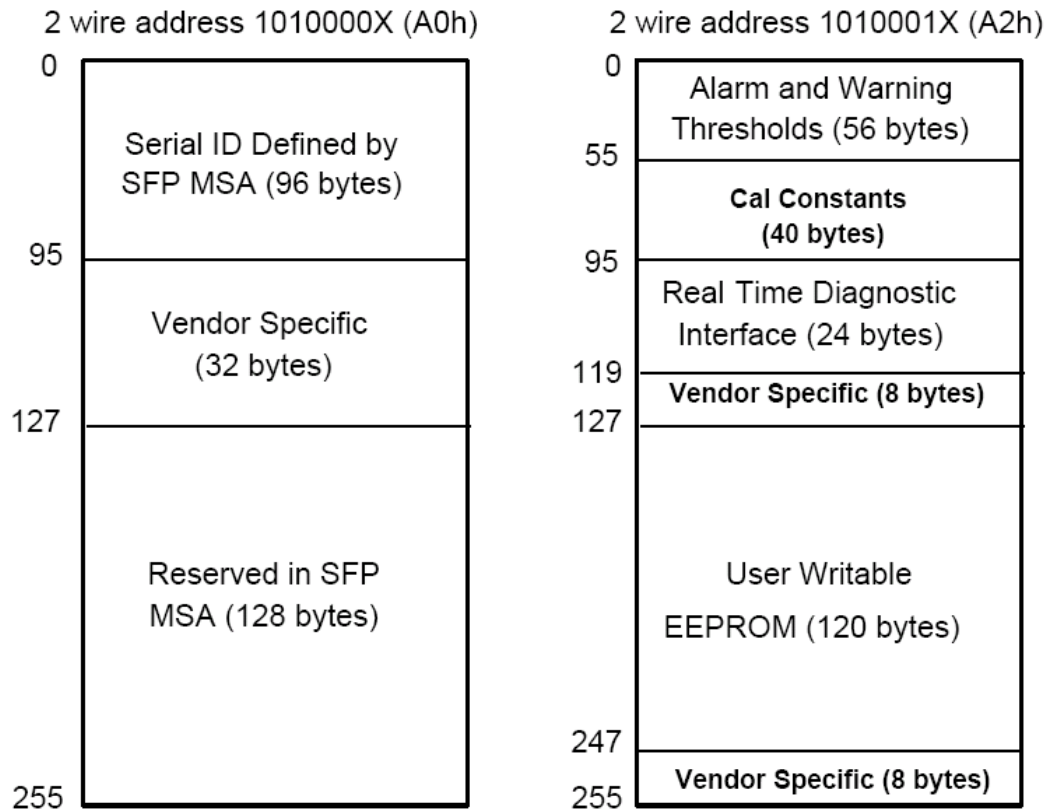 2 wire address 1010000X (A0h)
0
Serial ID Defined by
SFP MSA (96 bytes)
95
Vendor Specific
(32 bytes)
127
Reserved in SFP
MSA (128 bytes)
255
2 wire address 1010001X (A2h)
0
Alarm and Warning
Thresholds (56 bytes)
55
Cal Constants
(40 bytes)
95
Real Time Diagnostic
Interface (24 bytes)
119
Vendor Specific (8 bytes)
127
User Writable
EEPROM (120 bytes)
247
Vendor Specific (8 bytes)
255